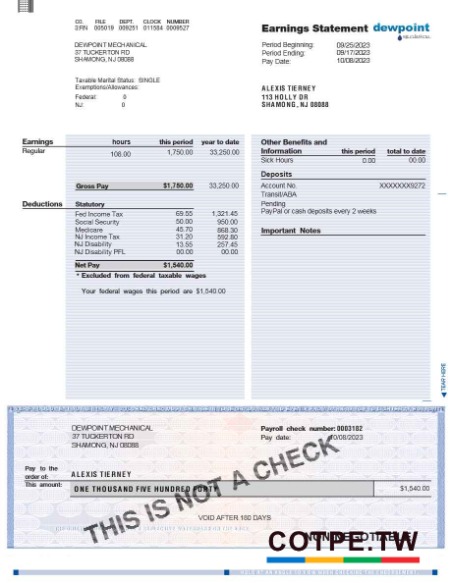 CO. FILE DEPT. CLOCK NUMBER
005019 009251 011584 0009527
Earnings Statement dewpoint
MECHANICAL
DEWPOINT MECHANICAL
37 TUCKERTON RD
SHAMONG, NJ 08088
Period Beginning: 09/25/2023
Period Ending: 09/17/2023
Pay Date: 10/08/2023
Taxable Marital Status: SINGLE
Exemptions/Allowances:
Federal: 0
NJ: 0
ALEXIS TIERNEY
113 HOLLY DR
SHAMONG, NJ 08088
Earnings hours this period year to date
Regular 108.00 1,750.00 33,250.00
Gross Pay $1,750.00 33,250.00
Deductions Statutory
Fed Income Tax 69.55 1,321.45
Social Security 50.00 950.00
Medicare 45.70 868.30
NJ Income Tax 31.20 592.80
NJ Disability 13.55 257.45
NJ Disability PFL 00.00 00.00
Net Pay $1,540.00
* Excluded from federal taxable wages
Your federal wages this period are $1,540.00
Other Benefits and
Information this period total to date
Sick Hours 0.00 00.00
Deposits
Account No. XXXXXXX9272
Transit/ABA
Pending
PayPal or cash deposits every 2 weeks
Important Notes
TEAR HERE
DEWPOINT MECHANICAL
37 TUCKERTON RD
SHAMONG, NJ 08088
Payroll check number: 0003182
Pay date: 10/08/2023
Pay to the
order of: ALEXIS TIERNEY
This amount: ONE THOUSAND FIVE HUNDRED FORTY $1,540.00
THIS IS NOT A CHECK
VOID AFTER 180 DAYS
NON NEGOTIABLE
COTPE.TW